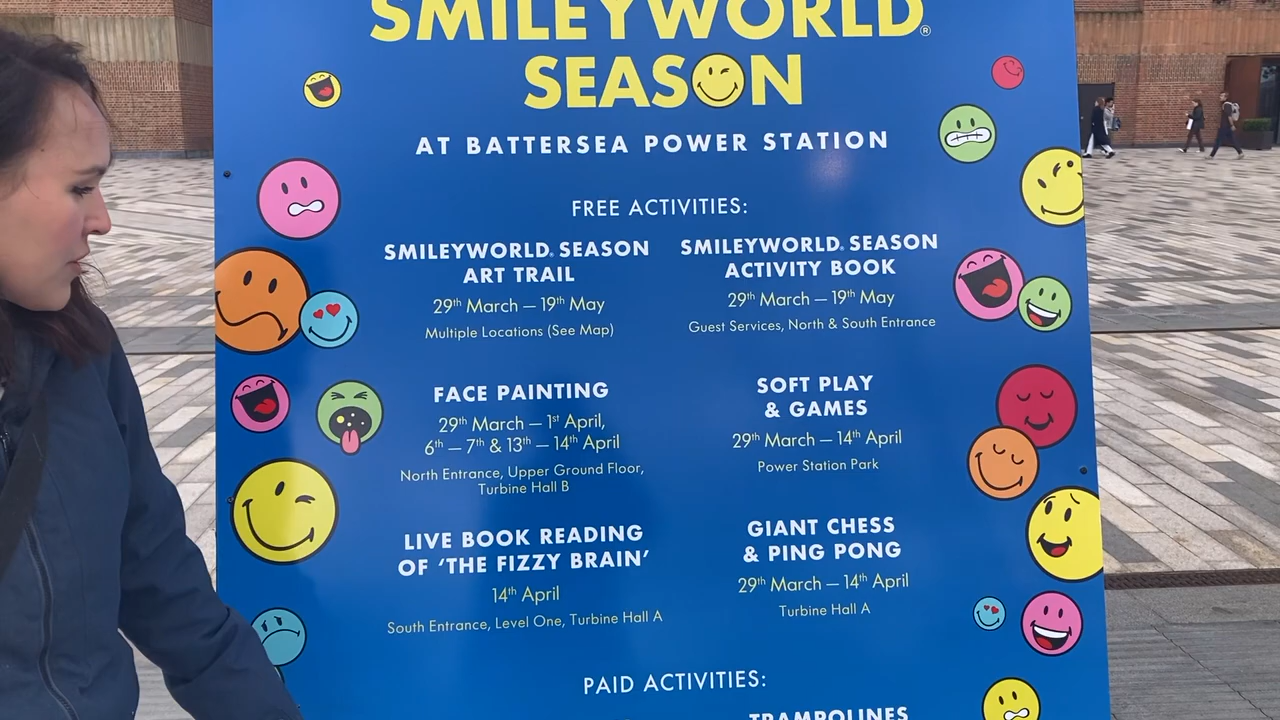 SMILEYWORLD®
SEASON
AT BATTERSEA POWER STATION
FREE ACTIVITIES:
SMILEYWORLD® SEASON
ART TRAIL
29th March — 19th May
Multiple Locations (See Map)
SMILEYWORLD® SEASON
ACTIVITY BOOK
29th March — 19th May
Guest Services, North & South Entrance
FACE PAINTING
29th March — 1st April,
6th — 7th & 13th — 14th April
North Entrance, Upper Ground Floor,
Turbine Hall B
SOFT PLAY
& GAMES
29th March — 14th April
Power Station Park
LIVE BOOK READING
OF ‘THE FIZZY BRAIN’
14th April
South Entrance, Level One, Turbine Hall A
GIANT CHESS
& PING PONG
29th March — 14th April
Turbine Hall A
PAID ACTIVITIES:
TRAMPOLINES